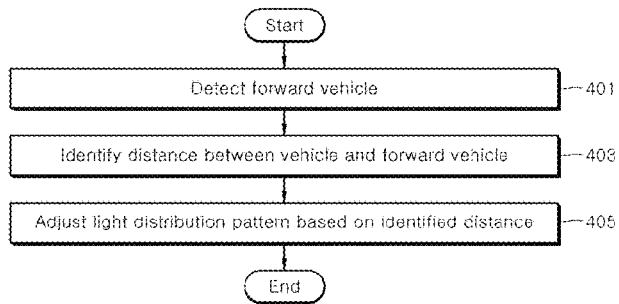 Start
Detect forward vehicle
401
Identify distance between vehicle and forward vehicle
403
Adjust light distribution pattern based on identified distance
405
End